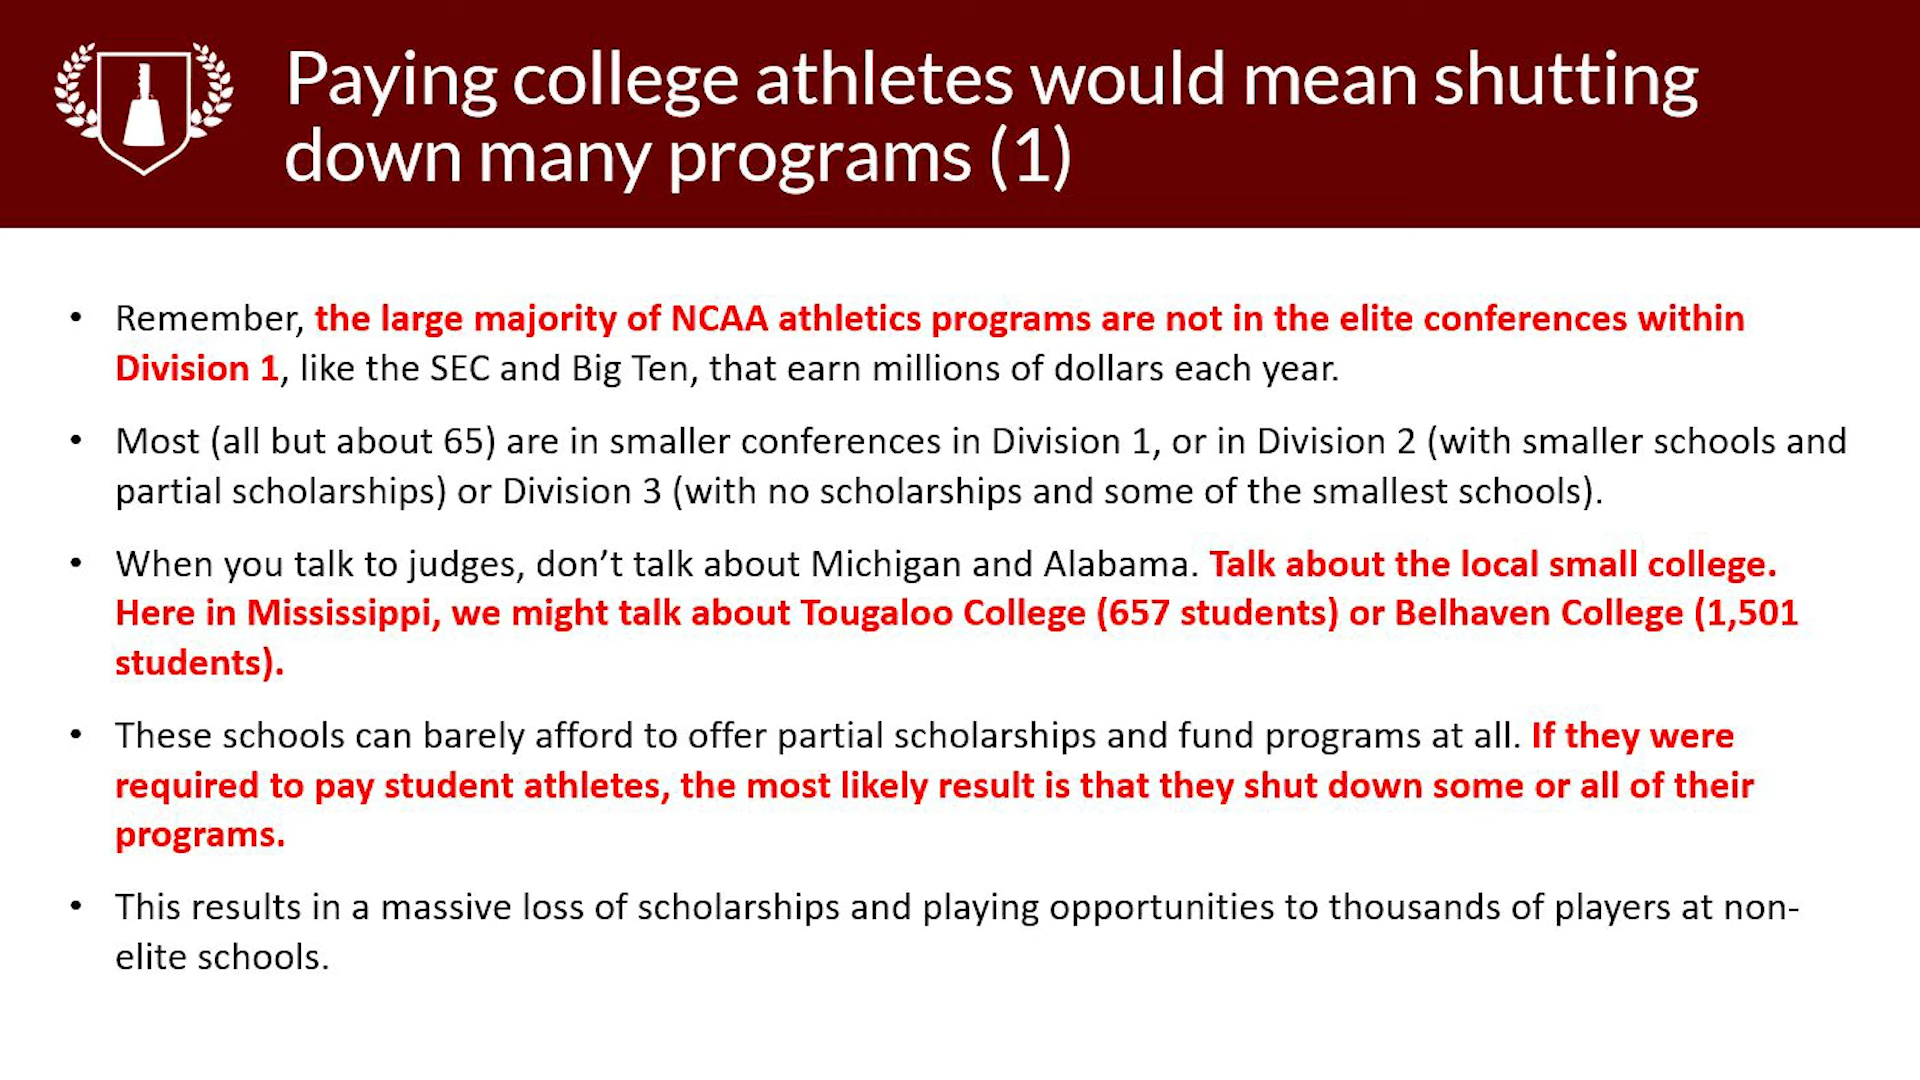 Paying college athletes would mean shutting
down many programs (1)
• Remember, the large majority of NCAA athletics programs are not in the elite conferences within
Division 1, like the SEC and Big Ten, that earn millions of dollars each year.
• Most (all but about 65) are in smaller conferences in Division 1, or in Division 2 (with smaller schools and
partial scholarships) or Division 3 (with no scholarships and some of the smallest schools).
• When you talk to judges, don’t talk about Michigan and Alabama. Talk about the local small college.
Here in Mississippi, we might talk about Tougaloo College (657 students) or Belhaven College (1,501
students).
• These schools can barely afford to offer partial scholarships and fund programs at all. If they were
required to pay student athletes, the most likely result is that they shut down some or all of their
programs.
• This results in a massive loss of scholarships and playing opportunities to thousands of players at non-
elite schools.